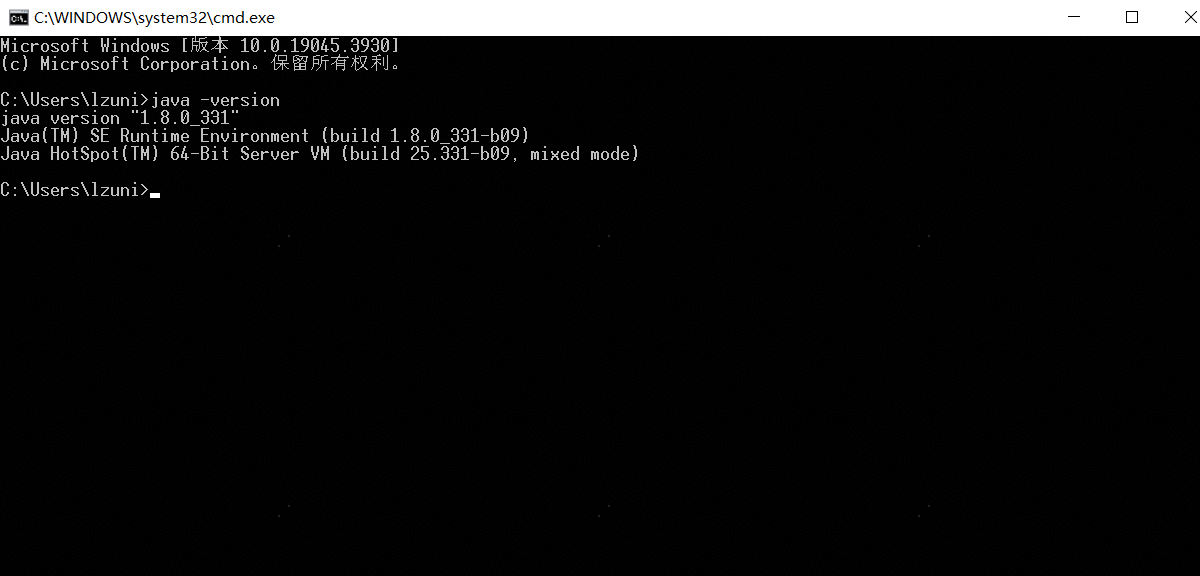 C:\WINDOWS\system32\cmd.exe
Microsoft Windows [版本 10.0.19045.3930]
(c) Microsoft Corporation。保留所有权利。
C:\Users\lzuni>java -version
java version "1.8.0_331"
Java(TM) SE Runtime Environment (build 1.8.0_331-b09)
Java HotSpot(TM) 64-Bit Server VM (build 25.331-b09, mixed mode)
C:\Users\lzuni>